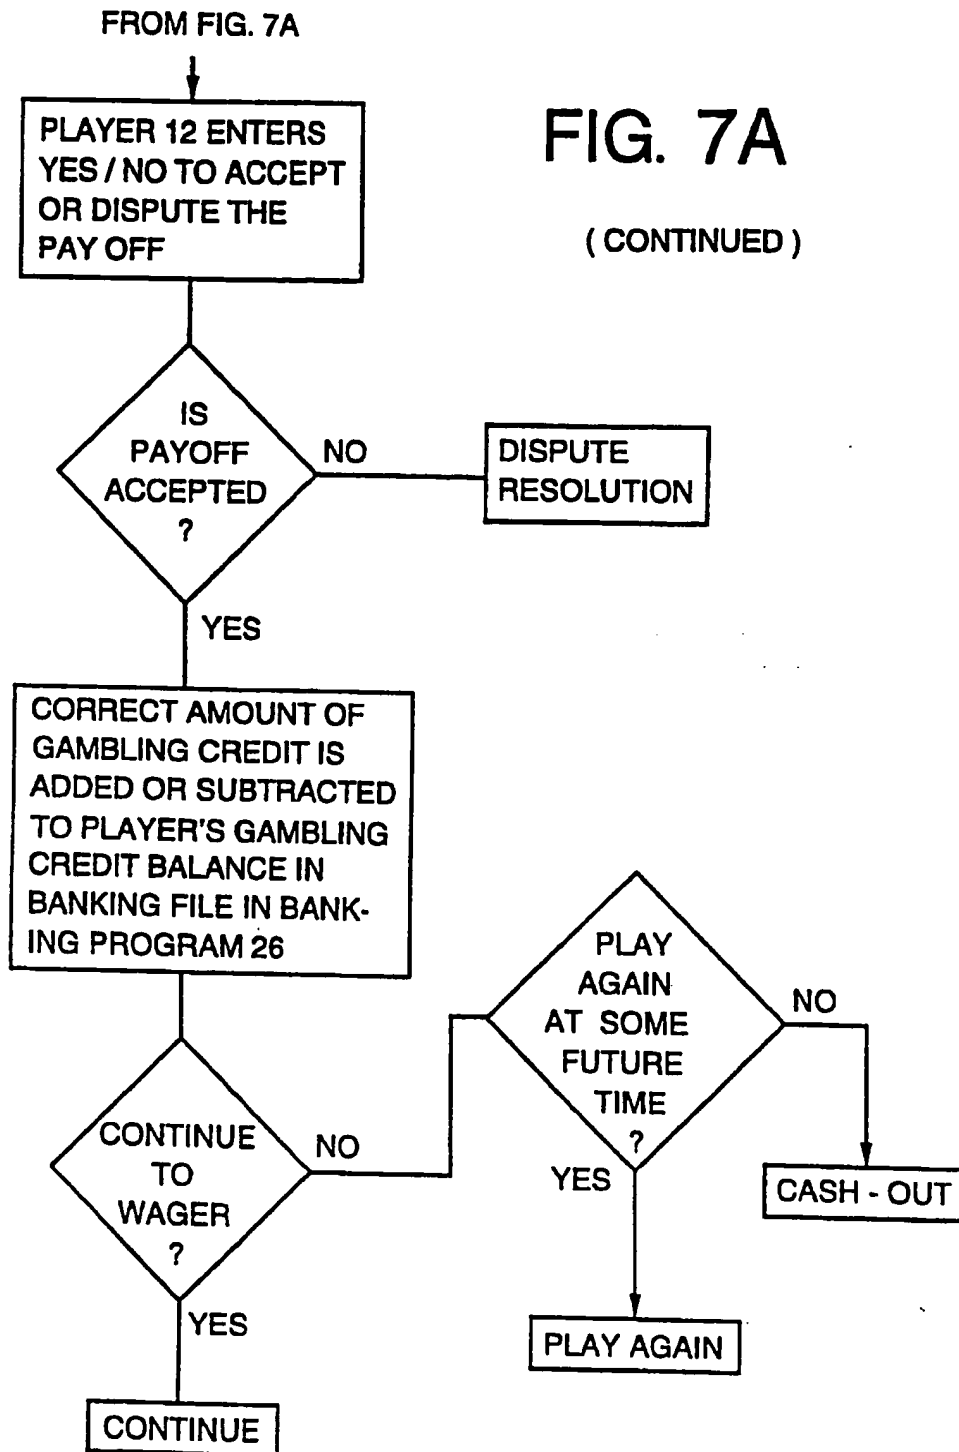 FROM FIG. 7A
FIG. 7A
( CONTINUED )
PLAYER 12 ENTERS
YES / NO TO ACCEPT
OR DISPUTE THE
PAY OFF
IS
PAYOFF
ACCEPTED
?
NO
DISPUTE
RESOLUTION
YES
CORRECT AMOUNT OF
GAMBLING CREDIT IS
ADDED OR SUBTRACTED
TO PLAYER'S GAMBLING
CREDIT BALANCE IN
BANKING FILE IN BANK-
ING PROGRAM 26
CONTINUE
TO
WAGER
?
NO
PLAY
AGAIN
AT SOME
FUTURE
TIME
?
NO
CASH - OUT
YES
PLAY AGAIN
YES
CONTINUE